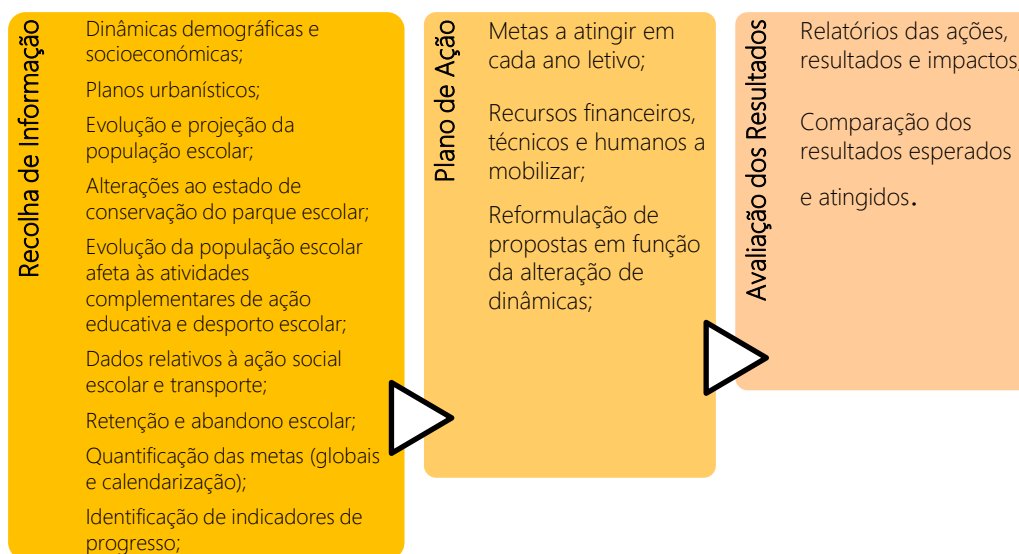 Recolha de Informação
Dinâmicas demográficas e
socioeconómicas;
Planos urbanísticos;
Evolução e projeção da
população escolar;
Alterações ao estado de
conservação do parque escolar;
Evolução da população escolar
afeta às atividades
complementares de ação
educativa e desporto escolar;
Dados relativos à ação social
escolar e transporte;
Retenção e abandono escolar;
Quantificação das metas (globais
e calendarização);
Identificação de indicadores de
progresso;
Plano de Ação
Metas a atingir em
cada ano letivo;
Recursos financeiros,
técnicos e humanos a
mobilizar;
Reformulação de
propostas em função
da alteração de
dinâmicas;
Avaliação dos Resultados
Relatórios das ações,
resultados e impactos;
Comparação dos
resultados esperados
e atingidos.